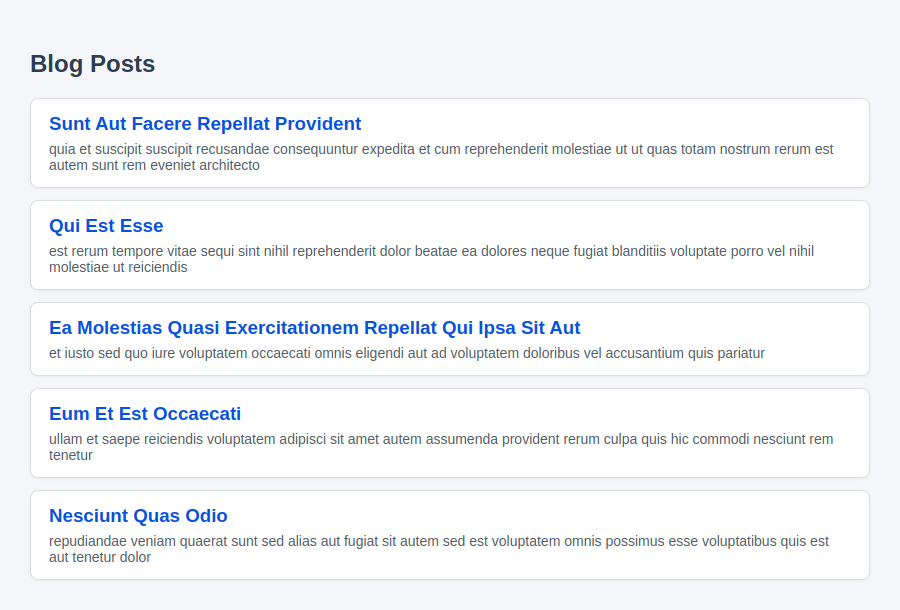 Blog Posts
Sunt Aut Facere Repellat Provident
quia et suscipit suscipit recusandae consequuntur expedita et cum reprehenderit molestiae ut ut quas totam nostrum rerum est
autem sunt rem eveniet architecto
Qui Est Esse
est rerum tempore vitae sequi sint nihil reprehenderit dolor beatae ea dolores neque fugiat blanditiis voluptate porro vel nihil
molestiae ut reiciendis
Ea Molestias Quasi Exercitationem Repellat Qui Ipsa Sit Aut
et iusto sed quo iure voluptatem occaecati omnis eligendi aut ad voluptatem doloribus vel accusantium quis pariatur
Eum Et Est Occaecati
ullam et saepe reiciendis voluptatem adipisci sit amet autem assumenda provident rerum culpa quis hic commodi nesciunt rem
tenetur
Nesciunt Quas Odio
repudiandae veniam quaerat sunt sed alias aut fugiat sit autem sed est voluptatem omnis possimus esse voluptatibus quis est
aut tenetur dolor